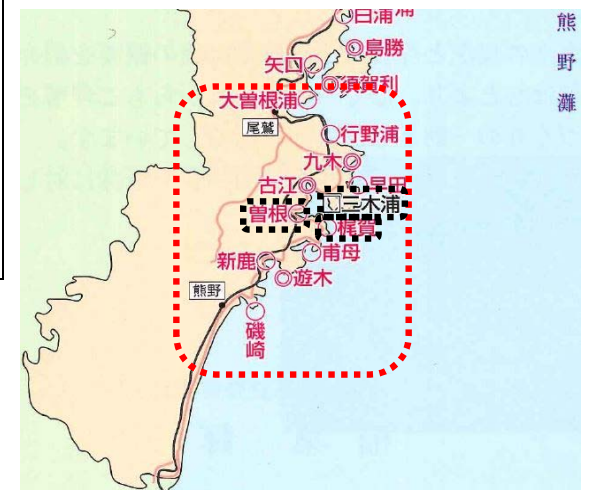 白浦
熊野灘
島勝
矢口
須賀利
大曽根浦
尾鷲
行野浦
九木
古江
早田
三木浦
曽根
梶賀
甫母
新鹿
遊木
熊野
磯崎